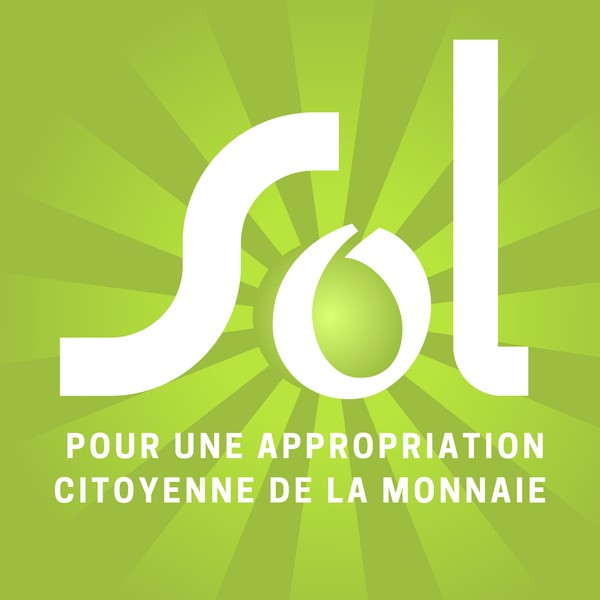 Sol
POUR UNE APPROPRIATION
CITOYENNE DE LA MONNAIE